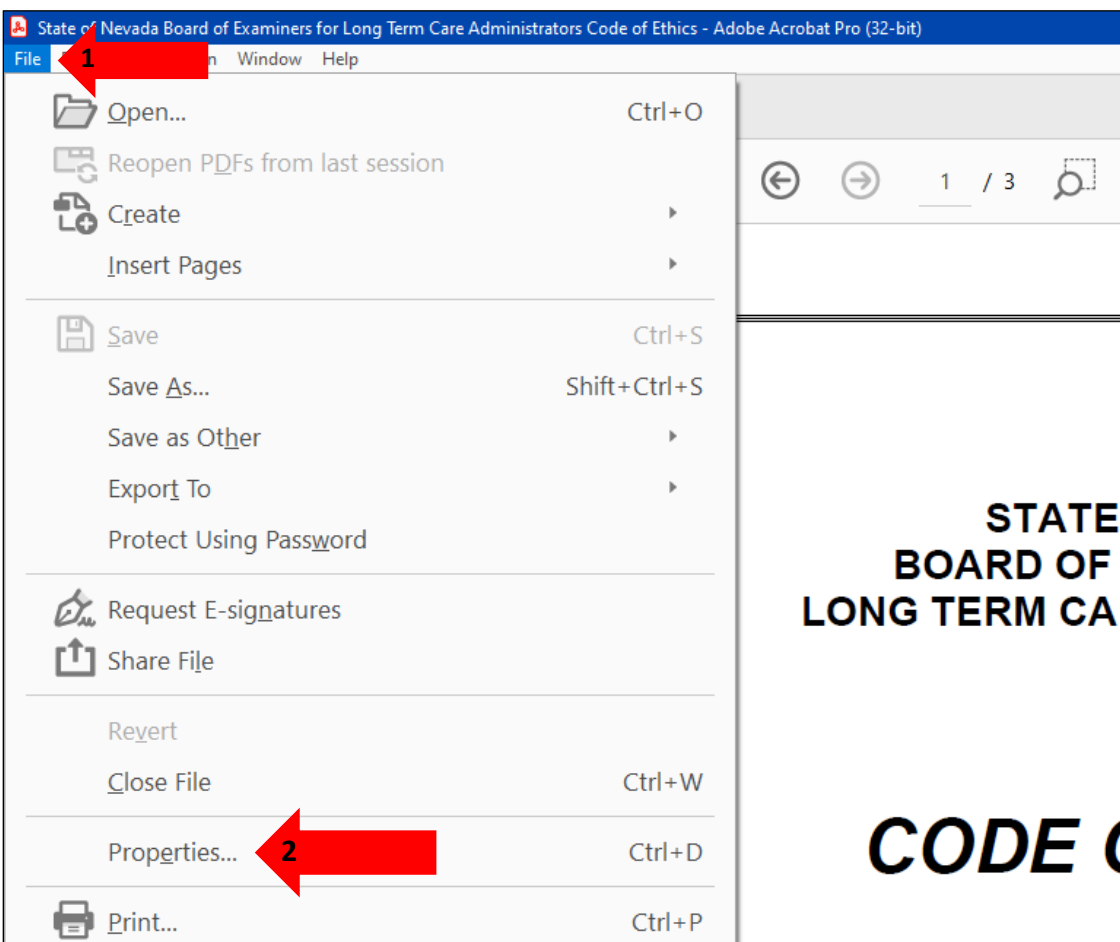 State of Nevada Board of Examiners for Long Term Care Administrators Code of Ethics - Adobe Acrobat Pro (32-bit)
File 1 n Window Help
Open... Ctrl+O
Reopen PDFs from last session
Create
Insert Pages
Save Ctrl+S
Save As... Shift+Ctrl+S
Save as Other
Export To
Protect Using Password
Request E-signatures
Share File
Revert
Close File Ctrl+W
Properties... 2 Ctrl+D
Print... Ctrl+P
1 / 3
STATE
BOARD OF
LONG TERM CA
CODE